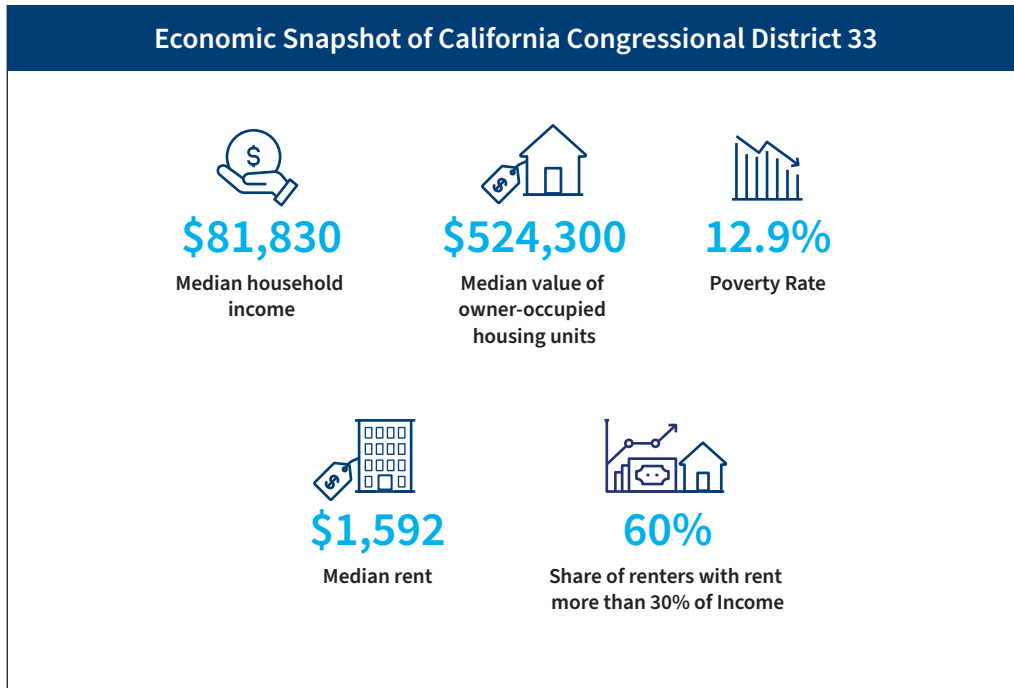 Economic Snapshot of California Congressional District 33
$
$81,830
Median household
income
$
$524,300
Median value of
owner-occupied
housing units
12.9%
Poverty Rate
$
$1,592
Median rent
60%
Share of renters with rent
more than 30% of Income